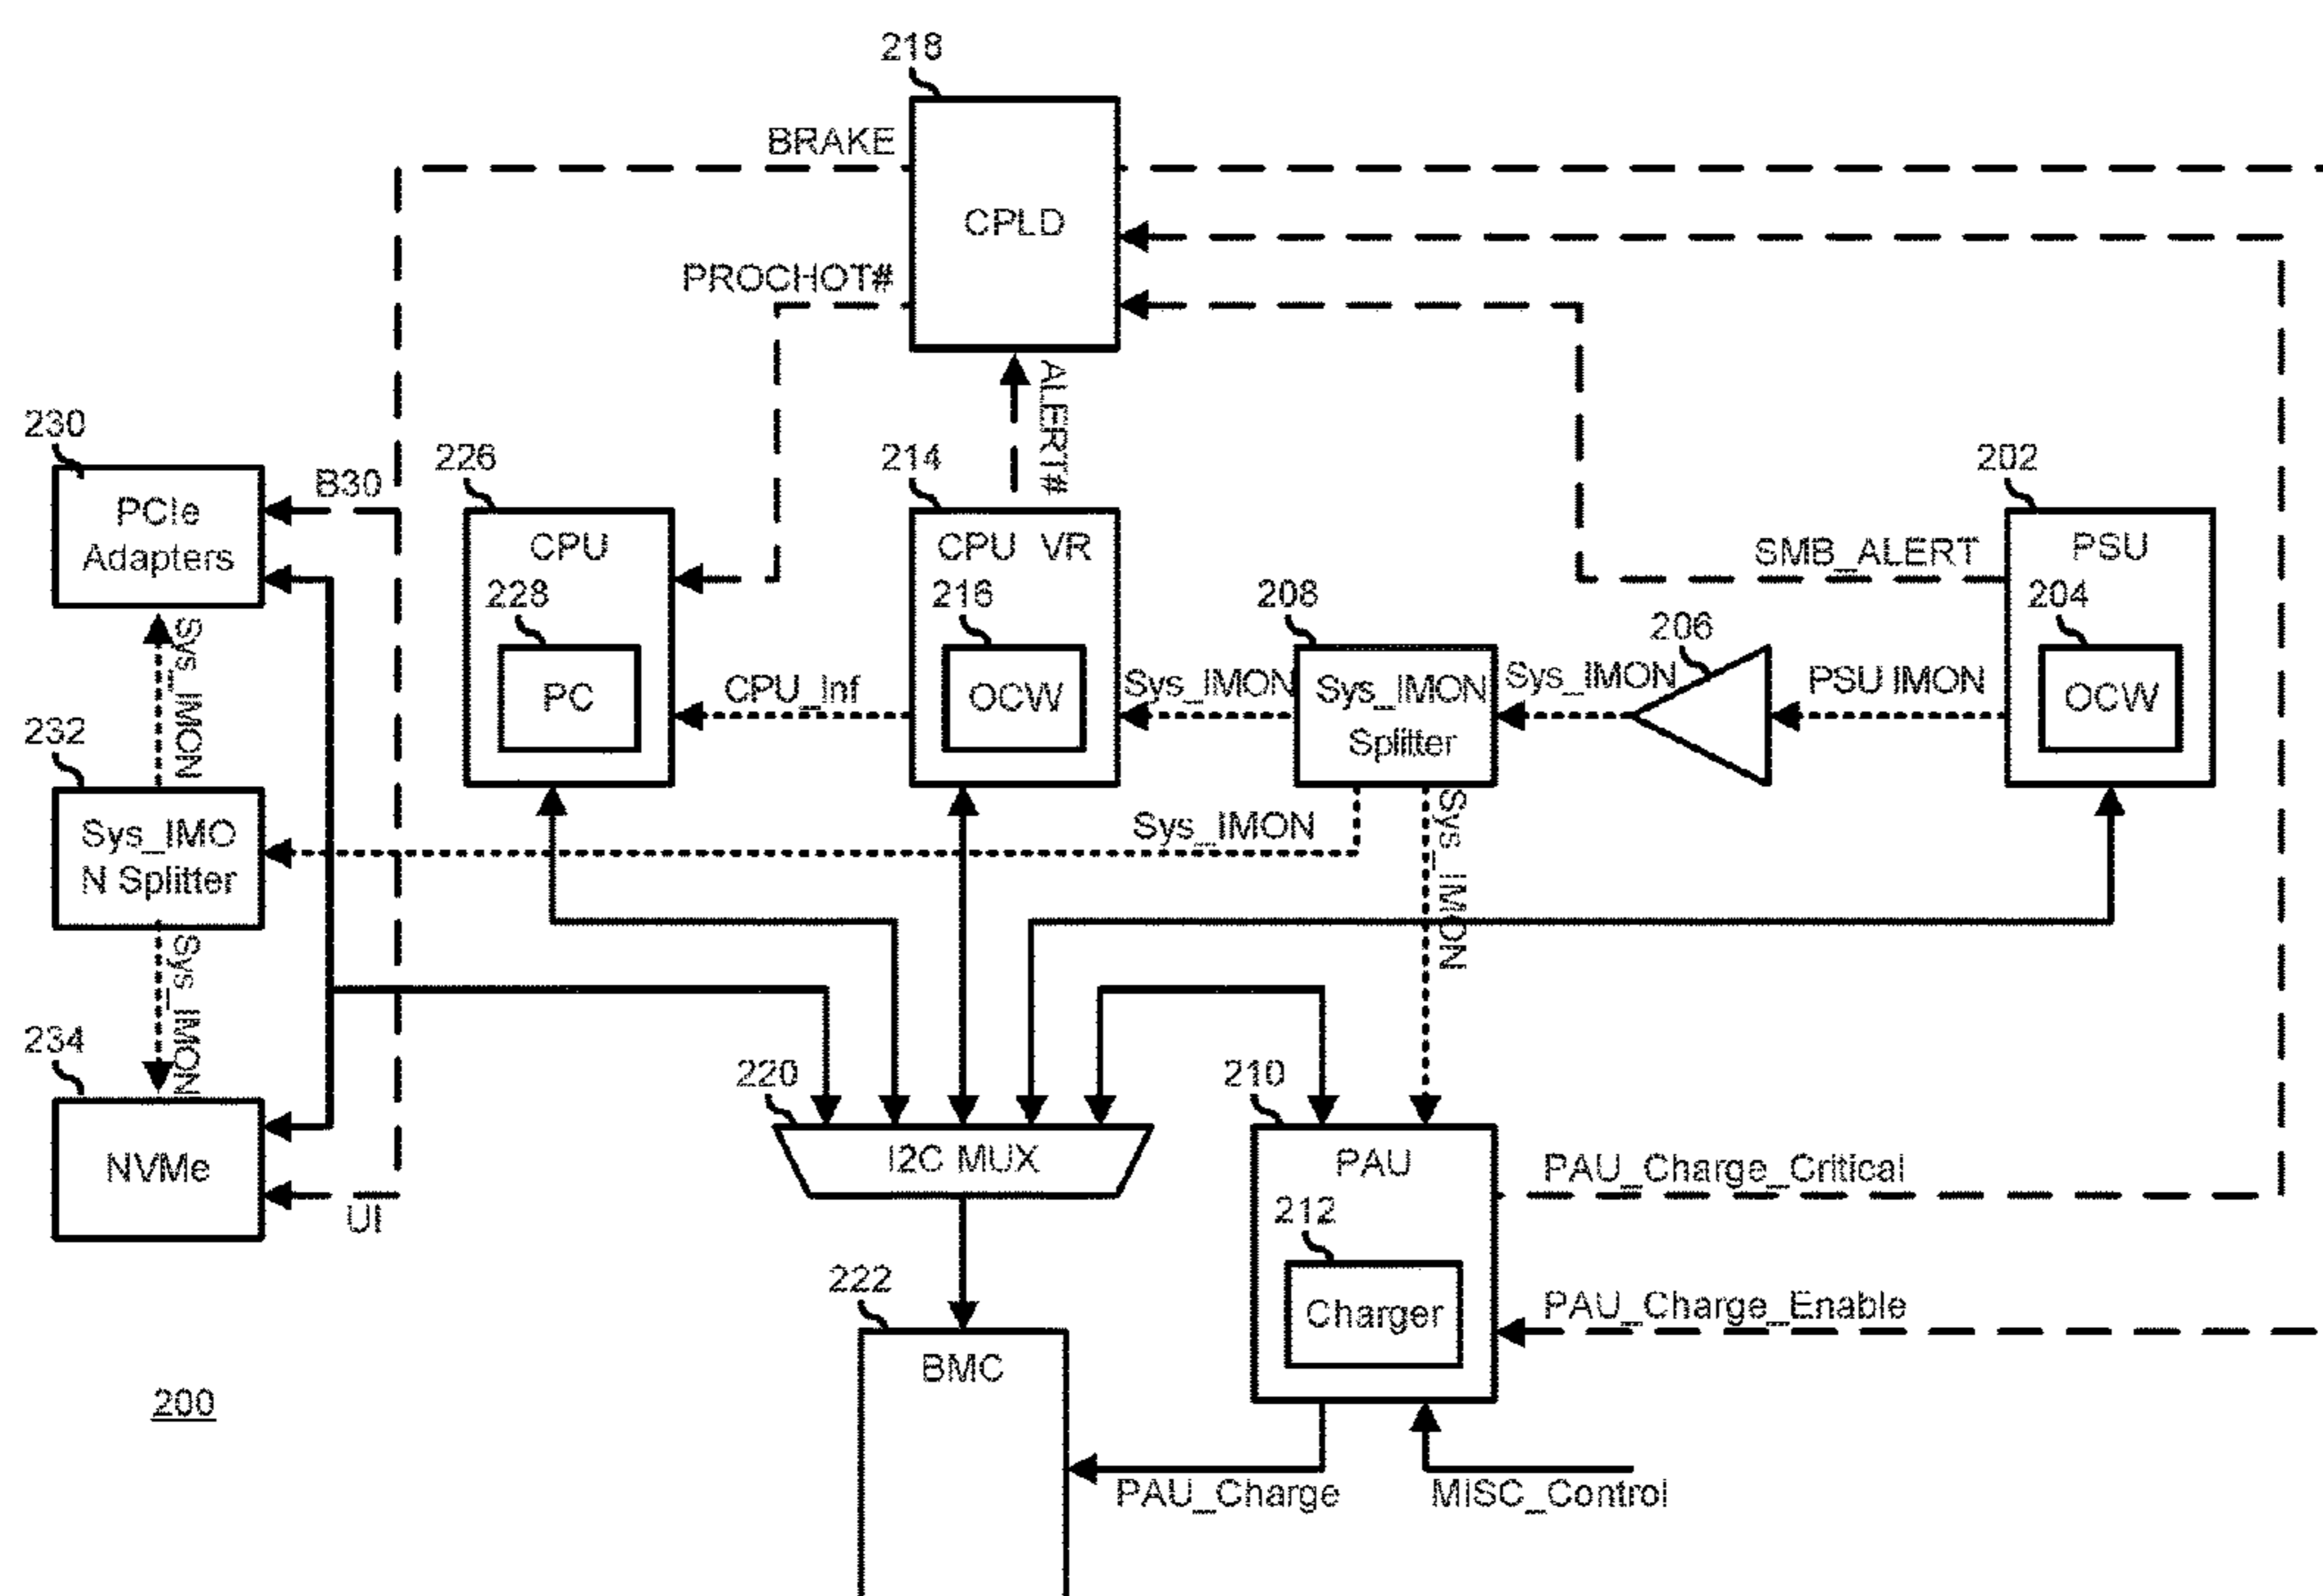 218
BRAKE
CPLD
PROCHOT#
ALERT#
230
B30
226
214
202
PCIe
Adapters
CPU
CPU VR
SMB_ALERT
PSU
228
216
208
206
204
Sys_IMON
PC
CPU_Inf
OCW
Sys_IMON
Sys_IMON
Splitter
Sys_IMON
PSU IMON
OCW
232
Sys_IMO
N Splitter
Sys_IMON
Sys_IMON
Sys_IMON
234
220
210
NVMe
I2C MUX
PAU
PAU_Charge_Critical
UI
212
222
Charger
PAU_Charge_Enable
BMC
200
PAU_Charge
MISC_Control